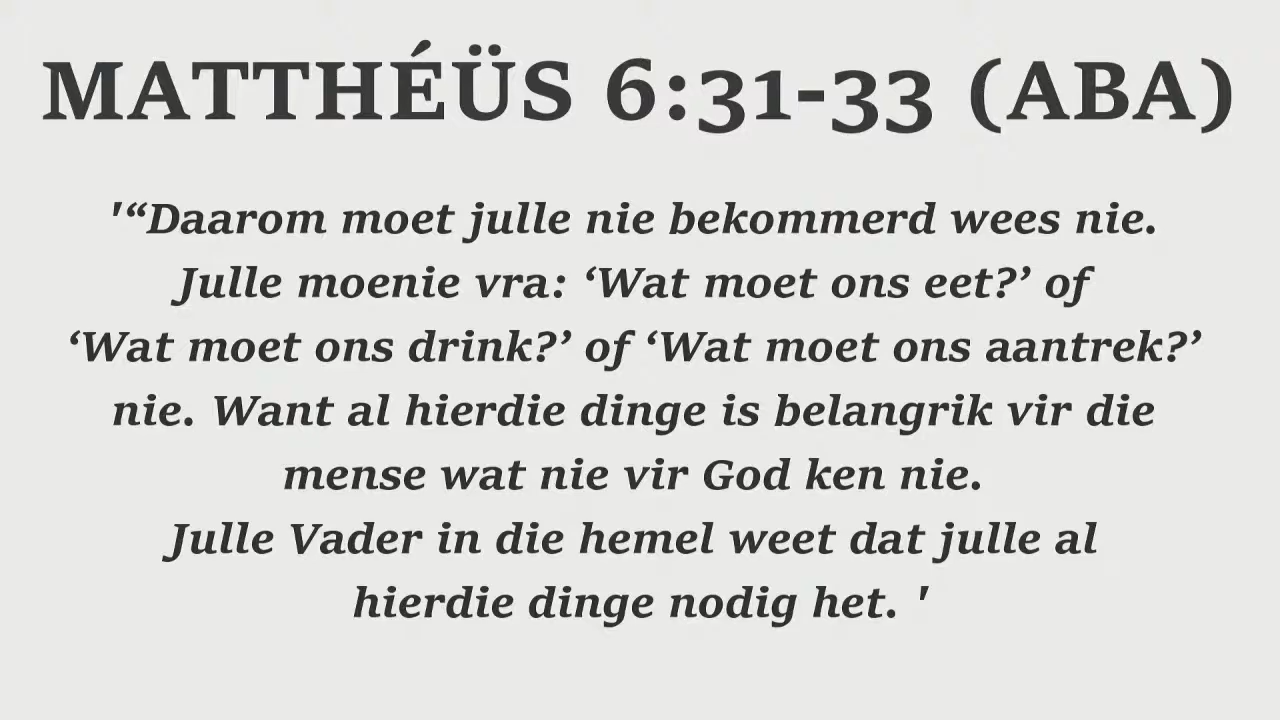 MATTHÉÜS 6:31-33 (ABA)
'“Daarom moet julle nie bekommerd wees nie.
Julle moenie vra: ‘Wat moet ons eet?’ of
‘Wat moet ons drink?’ of ‘Wat moet ons aantrek?’
nie. Want al hierdie dinge is belangrik vir die
mense wat nie vir God ken nie.
Julle Vader in die hemel weet dat julle al
hierdie dinge nodig het. '